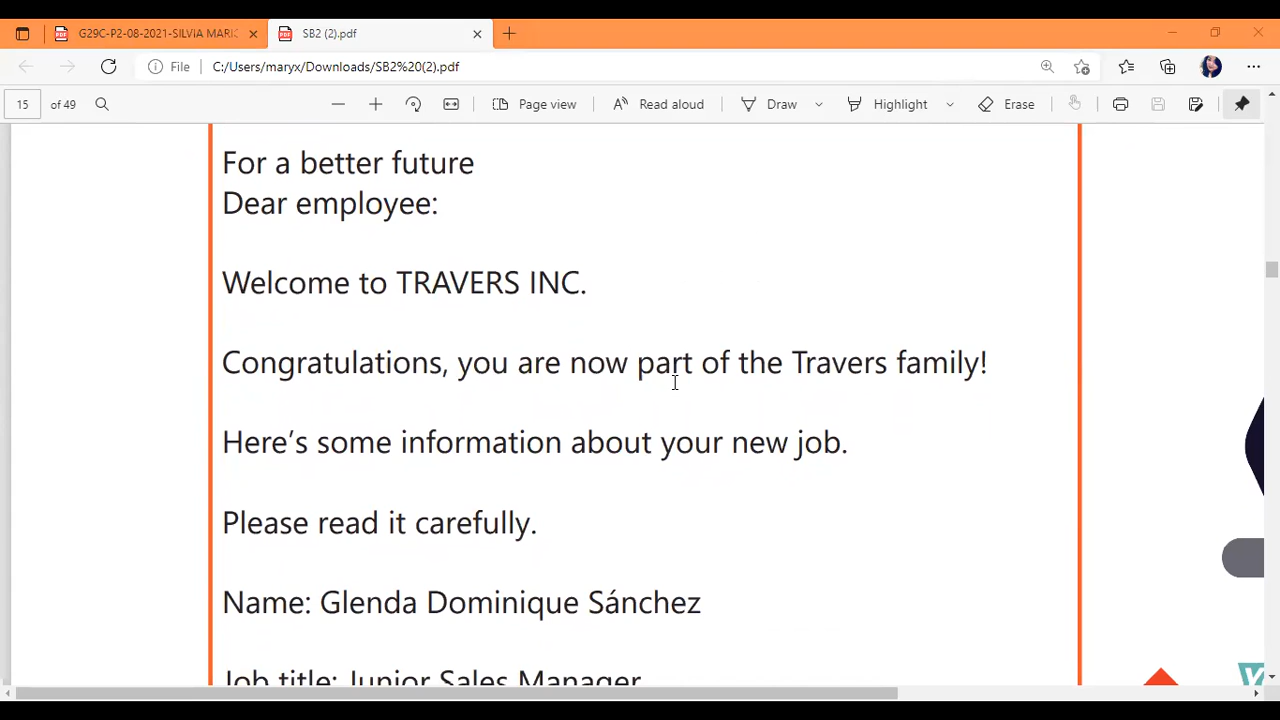 G29C-P2-08-2021-SILVIA MARI
SB2 (2).pdf
File C:/Users/maryx/Downloads/SB2%20(2).pdf
15 of 49 Page view Read aloud Draw Highlight Erase
For a better future
Dear employee:
Welcome to TRAVERS INC.
Congratulations, you are now part of the Travers family!
Here's some information about your new job.
Please read it carefully.
Name: Glenda Dominique Sánchez
Job title: Junior Sales Manager